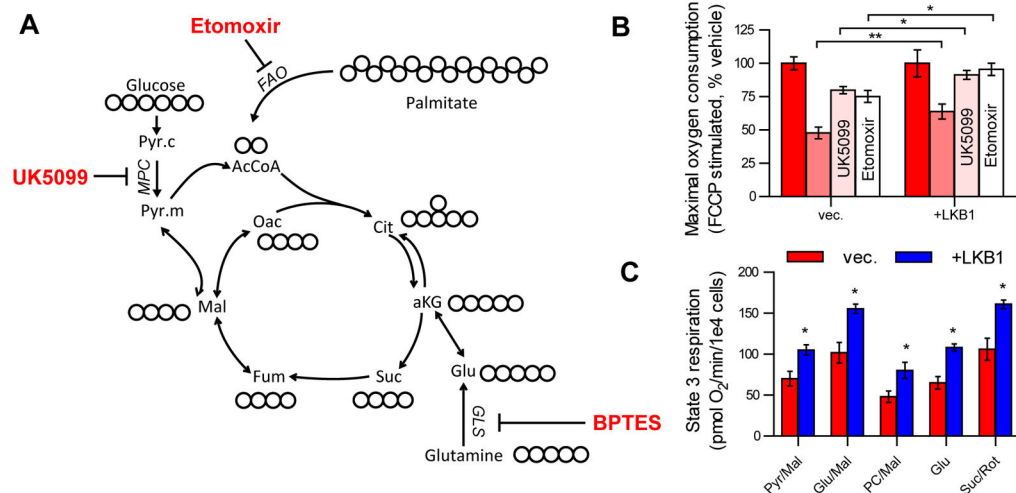 A
Etomoxir
FAO
Glucose
Palmitate
Pyr.c
UK5099
MPC
AcCoA
Pyr.m
Oac
Cit
Mal
aKG
Fum
Suc
Glu
GLS
BPTES
Glutamine
B
Maximal oxygen consumption
(FCCP stimulated, % vehicle)
125
100
75
50
25
0
**
*
*
UK5099
Etomoxir
UK5099
Etomoxir
vec.
+LKB1
C
vec.
+LKB1
State 3 respiration
(pmol O2/min/1e4 cells)
200
150
100
50
0
*
*
*
*
*
Pyr/Mal
Glu/Mal
PC/Mal
Glu
Suc/Rot